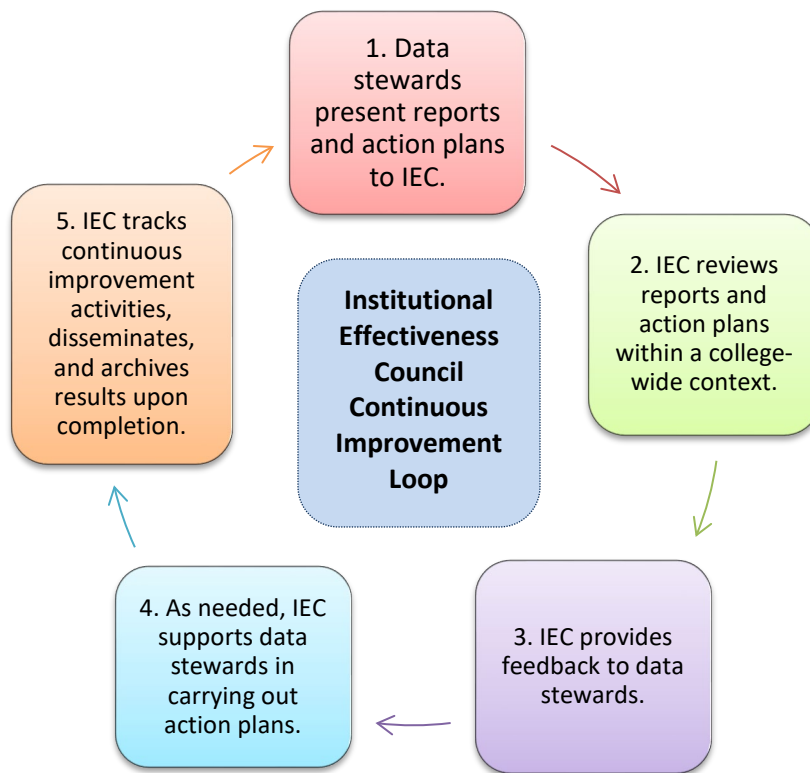 1. Data
stewards
present reports
and action plans
to IEC.
2. IEC reviews
reports and
action plans
within a college-
wide context.
3. IEC provides
feedback to data
stewards.
4. As needed, IEC
supports data
stewards in
carrying out
action plans.
5. IEC tracks
continuous
improvement
activities,
disseminates,
and archives
results upon
completion.
Institutional
Effectiveness
Council
Continuous
Improvement
Loop